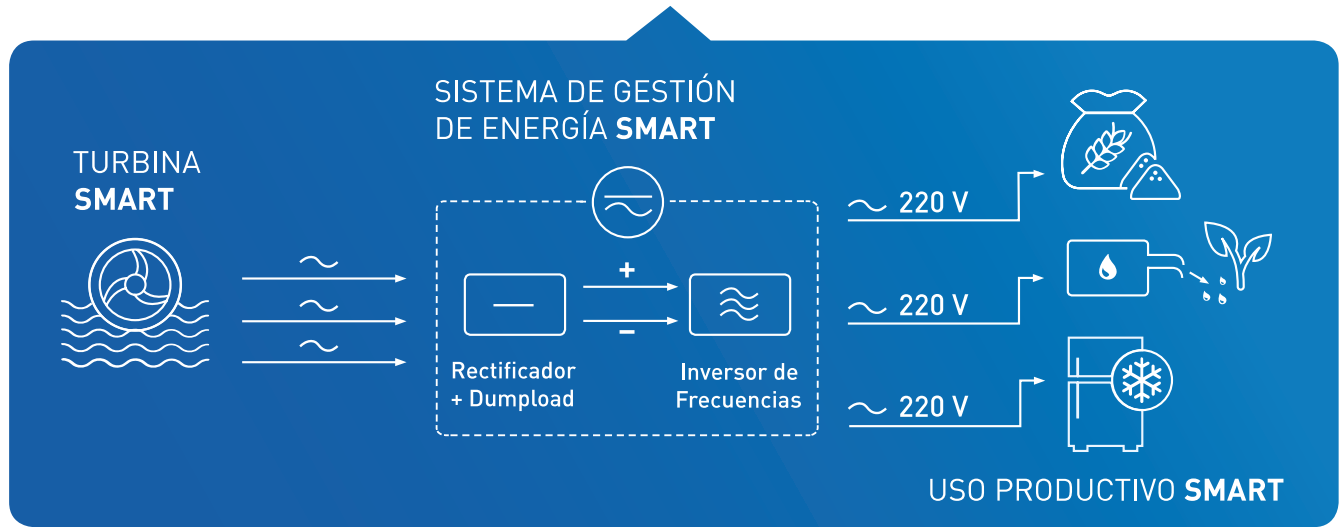 TURBINA
SMART
SISTEMA DE GESTIÓN
DE ENERGÍA SMART
+
−
Rectificador
+ Dumpload
Inversor de
Frecuencias
220 V
220 V
220 V
USO PRODUCTIVO SMART